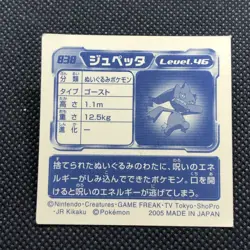 838 ジュペッタ Level.46
分類 ぬいぐるみポケモン
タイプ ゴースト
高さ 1.1m
重さ 12.5kg
進化 ー
捨てられたぬいぐるみのわたに、呪いのエネ
ルギーがしみ込んできたポケモン。口を開け
ると呪いのエネルギーが逃げてしまう。
©Nintendo・Creatures・GAME FREAK・TV Tokyo・ShoPro
・JR Kikaku ©Pokémon 2005 MADE IN JAPAN